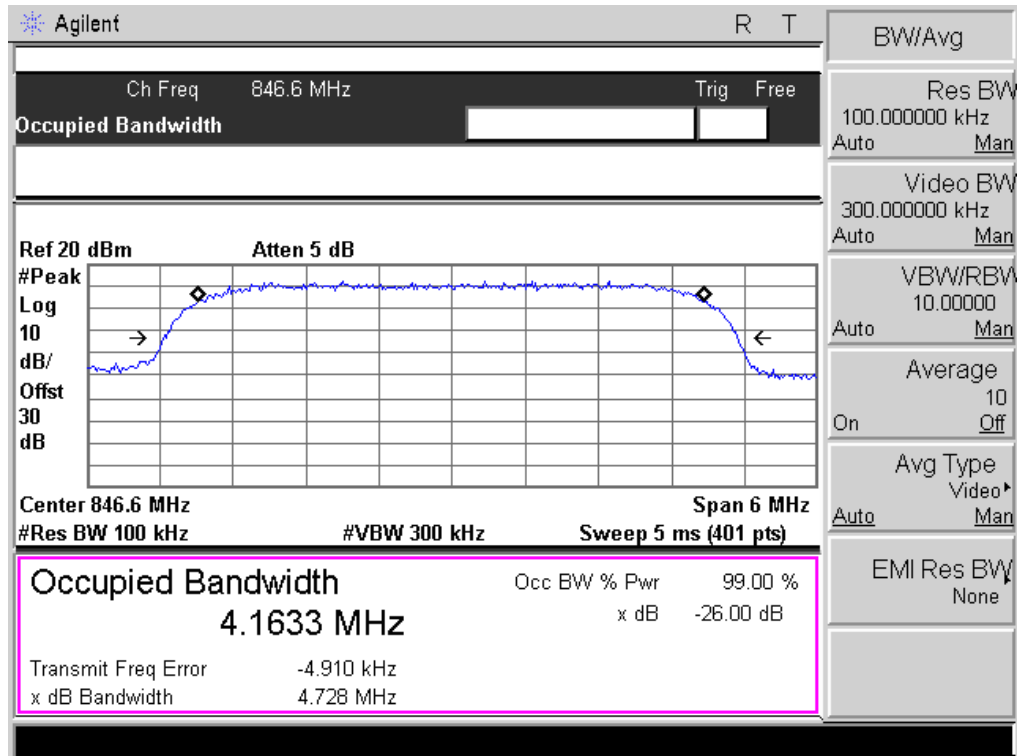 Agilent R T
Ch Freq 846.6 MHz Trig Free
Occupied Bandwidth
Ref 20 dBm Atten 5 dB
#Peak
Log
10
dB/
Offst
30
dB
Center 846.6 MHz Span 6 MHz
#Res BW 100 kHz #VBW 300 kHz Sweep 5 ms (401 pts)
Occupied Bandwidth Occ BW % Pwr 99.00 %
4.1633 MHz x dB -26.00 dB
Transmit Freq Error -4.910 kHz
x dB Bandwidth 4.728 MHz
BW/Avg
Res BW
100.000000 kHz
Auto Man
Video BW
300.000000 kHz
Auto Man
VBW/RBW
10.00000
Auto Man
Average
10
On Off
Avg Type
Video
Auto Man
EMI Res BW
None